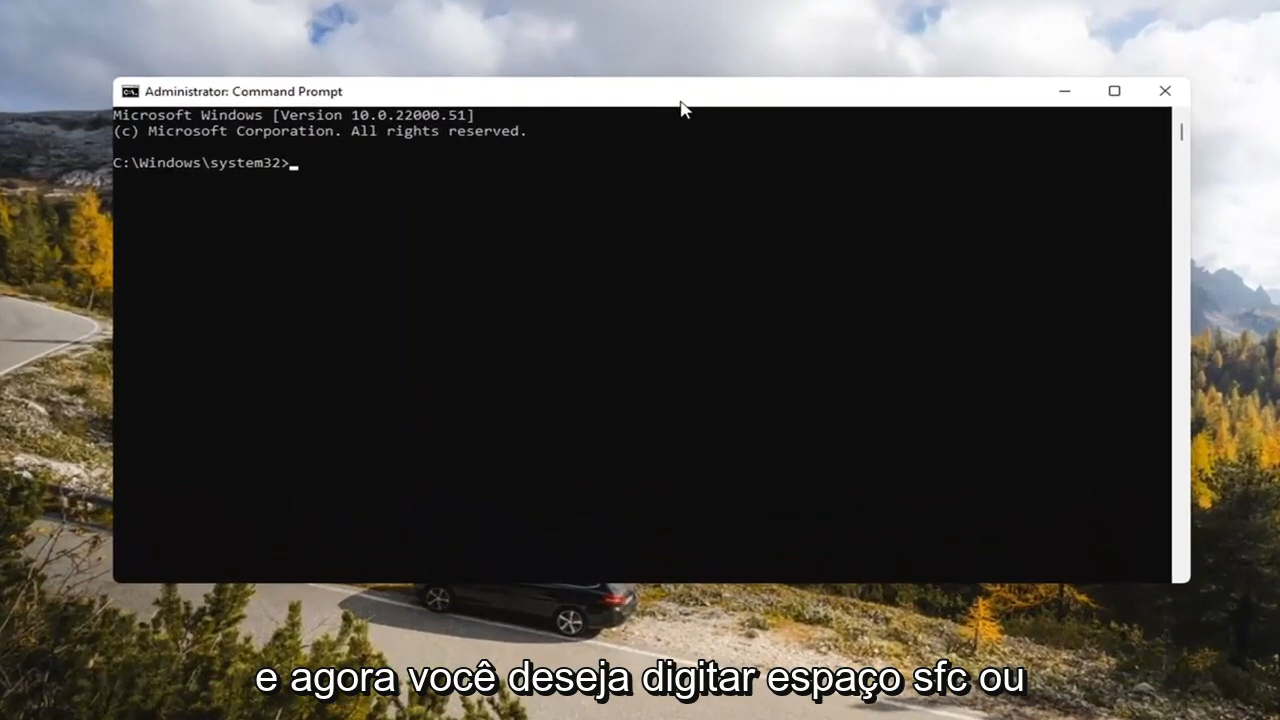 Administrator: Command Prompt
Microsoft Windows [Version 10.0.22000.51]
(c) Microsoft Corporation. All rights reserved.
C:\Windows\system32>
e agora você deseja digitar espaço sfc ou